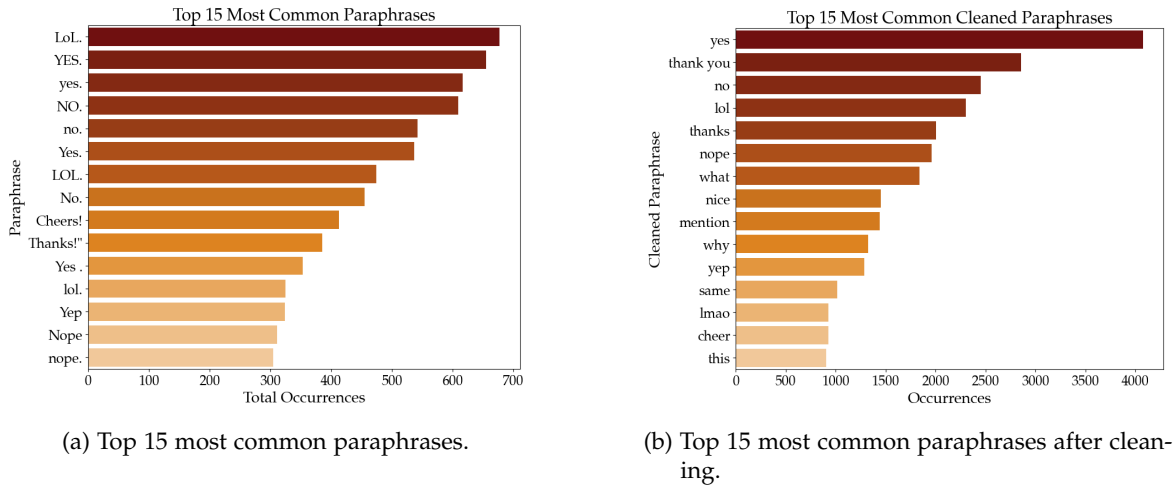 Top 15 Most Common Paraphrases
Paraphrase
LoL.
YES.
yes.
NO.
no.
Yes.
LOL.
No.
Cheers!
Thanks!"
Yes .
lol.
Yep
Nope
nope.
0 100 200 300 400 500 600 700
Total Occurrences
(a) Top 15 most common paraphrases.
Top 15 Most Common Cleaned Paraphrases
Cleaned Paraphrase
yes
thank you
no
lol
thanks
nope
what
nice
mention
why
yep
same
lmao
cheer
this
0 500 1000 1500 2000 2500 3000 3500 4000
Occurrences
(b) Top 15 most common paraphrases after clean-
ing.